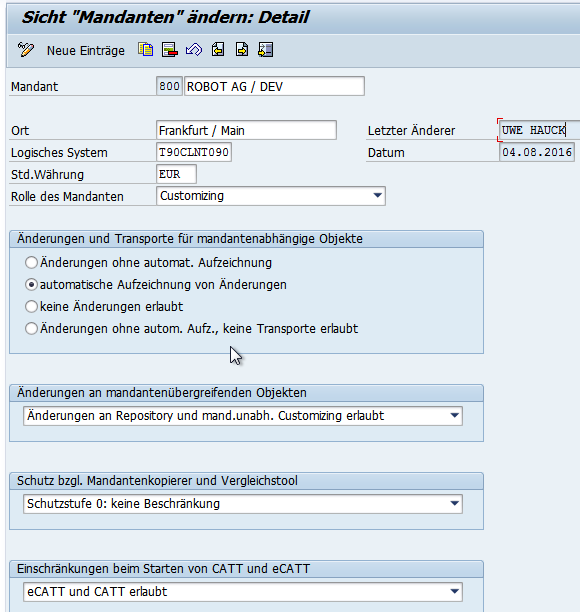 Sicht "Mandanten" ändern: Detail
Neue Einträge
Mandant 800 ROBOT AG / DEV
Ort Frankfurt / Main Letzter Änderer UWE HAUCK
Logisches System T90CLNT090 Datum 04.08.2016
Std.Währung EUR
Rolle des Mandanten Customizing
Änderungen und Transporte für mandantenabhängige Objekte
Änderungen ohne automat. Aufzeichnung
automatische Aufzeichnung von Änderungen
keine Änderungen erlaubt
Änderungen ohne autom. Aufz., keine Transporte erlaubt
Änderungen an mandantenübergreifenden Objekten
Änderungen an Repository und mand.unabh. Customizing erlaubt
Schutz bzgl. Mandantenkopierer und Vergleichstool
Schutzstufe 0: keine Beschränkung
Einschränkungen beim Starten von CATT und eCATT
eCATT und CATT erlaubt